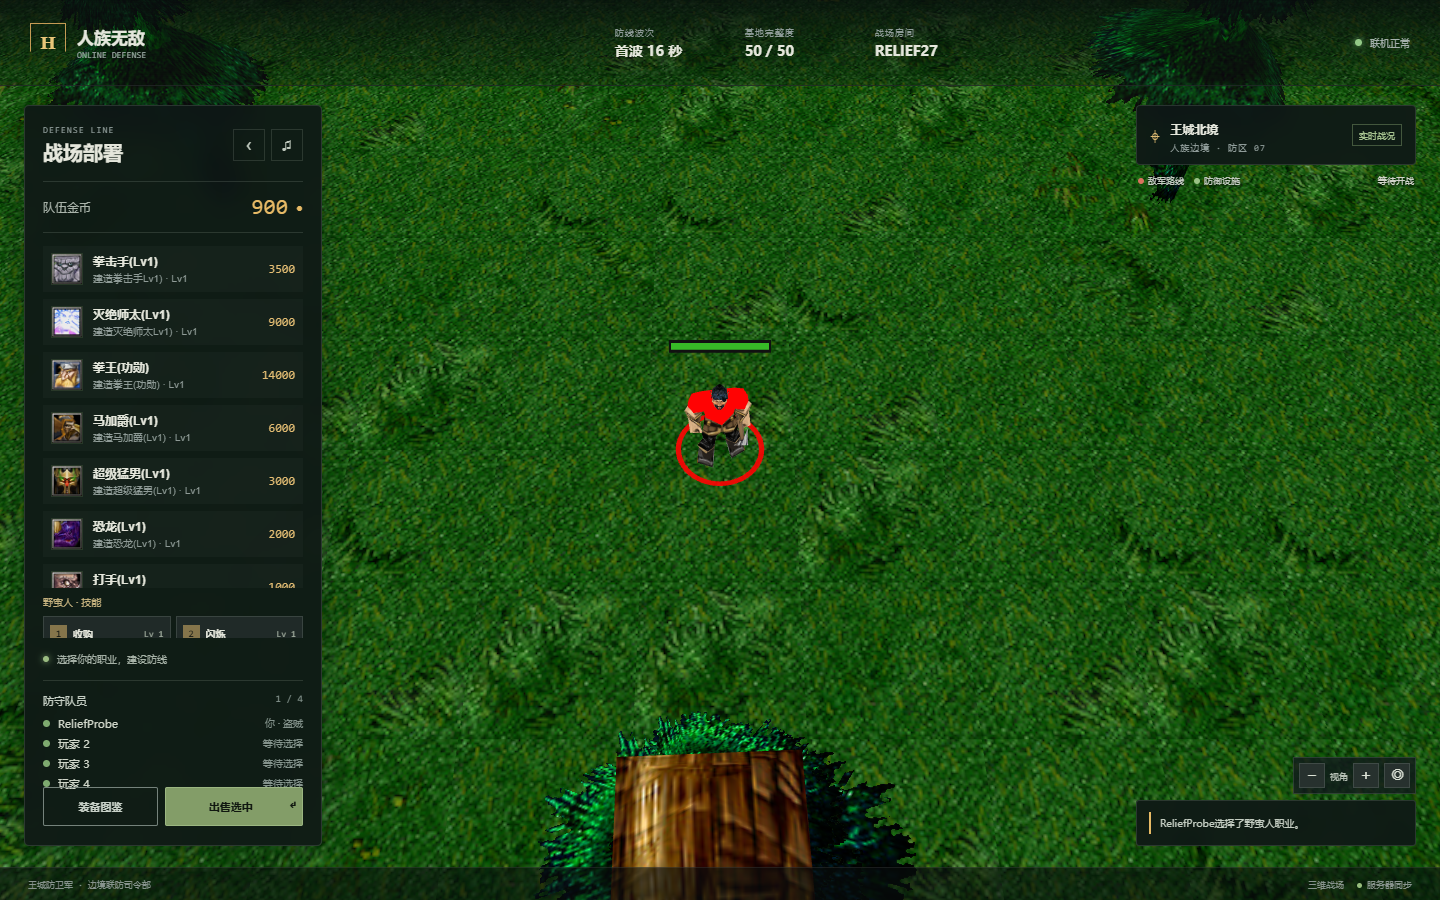 H
人族无敌
ONLINE DEFENSE
防线波次
首波 16 秒
基地完整度
50 / 50
战场房间
RELIEF27
联机正常
DEFENSE LINE
战场部署
队伍金币
900
拳击手(Lv1)
建造拳击手Lv1) · Lv1
3500
灭绝师太(Lv1)
建造灭绝师太Lv1) · Lv1
9000
拳王(功勋)
建造拳王(功勋) · Lv1
14000
马加爵(Lv1)
建造马加爵(Lv1) · Lv1
6000
超级猛男(Lv1)
建造超级猛男(Lv1) · Lv1
3000
恐龙(Lv1)
建造恐龙(Lv1) · Lv1
2000
打手(Lv1)
1000
野蛮人 · 技能
1 收购 Lv 1
2 闪烁 Lv 1
选择你的职业，建设防线
防守队员
1 / 4
ReliefProbe
你 · 盗贼
玩家 2
等待选择
玩家 3
等待选择
玩家 4
等待选择
装备图鉴
出售选中
王城北境
人族边境 · 防区 07
实时战况
敌军路线
防御设施
等待开战
视角
ReliefProbe选择了野蛮人职业。
王城防卫军 · 边境联防司令部
三维战场
服务器同步